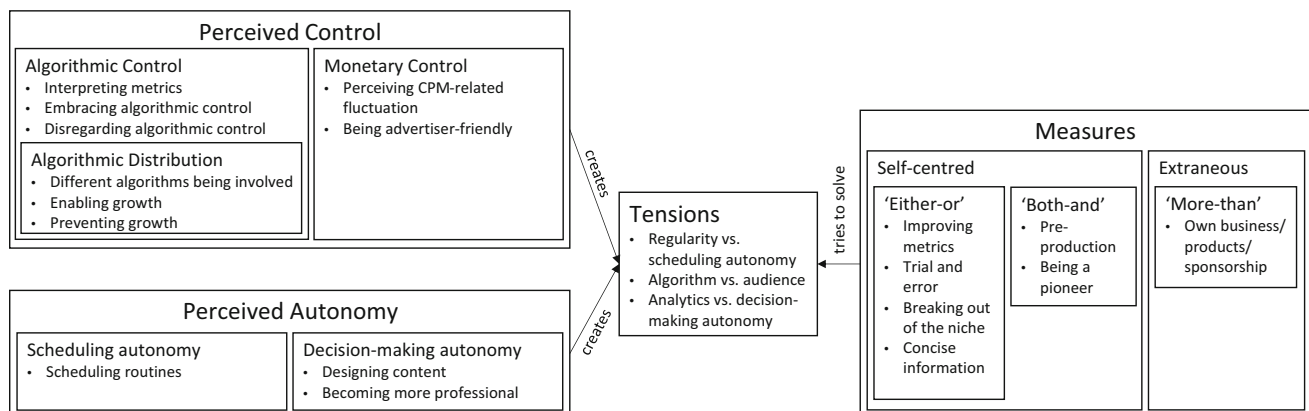 Perceived Control
Algorithmic Control
• Interpreting metrics
• Embracing algorithmic control
• Disregarding algorithmic control
Algorithmic Distribution
• Different algorithms being involved
• Enabling growth
• Preventing growth
Monetary Control
• Perceiving CPM-related
fluctuation
• Being advertiser-friendly
Perceived Autonomy
Scheduling autonomy
• Scheduling routines
Decision-making autonomy
• Designing content
• Becoming more professional
creates
creates
Tensions
• Regularity vs.
scheduling autonomy
• Algorithm vs. audience
• Analytics vs. decision-
making autonomy
tries to solve
Measures
Self-centred
‘Either-or’
• Improving
metrics
• Trial and
error
• Breaking out
of the niche
• Concise
information
‘Both-and’
• Pre-
production
• Being a
pioneer
Extraneous
‘More-than’
• Own business/
products/
sponsorship